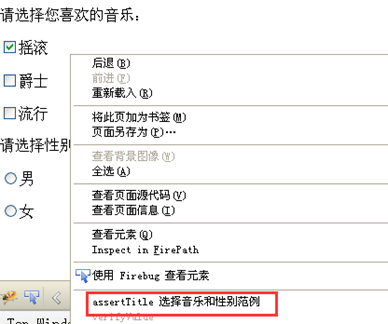 请选择您喜欢的音乐：
摇滚
爵士
流行
请选择性别
男
女
后退(B)
前进(F)
重新载入(R)
将此页加为书签(M)
页面另存为(P)…
查看背景图像(W)
全选(A)
查看页面源代码(V)
查看页面信息(I)
查看元素(Q)
Inspect in FirePath
使用 Firebug 查看元素
assertTitle 选择音乐和性别范例
verifyValue
Top Window